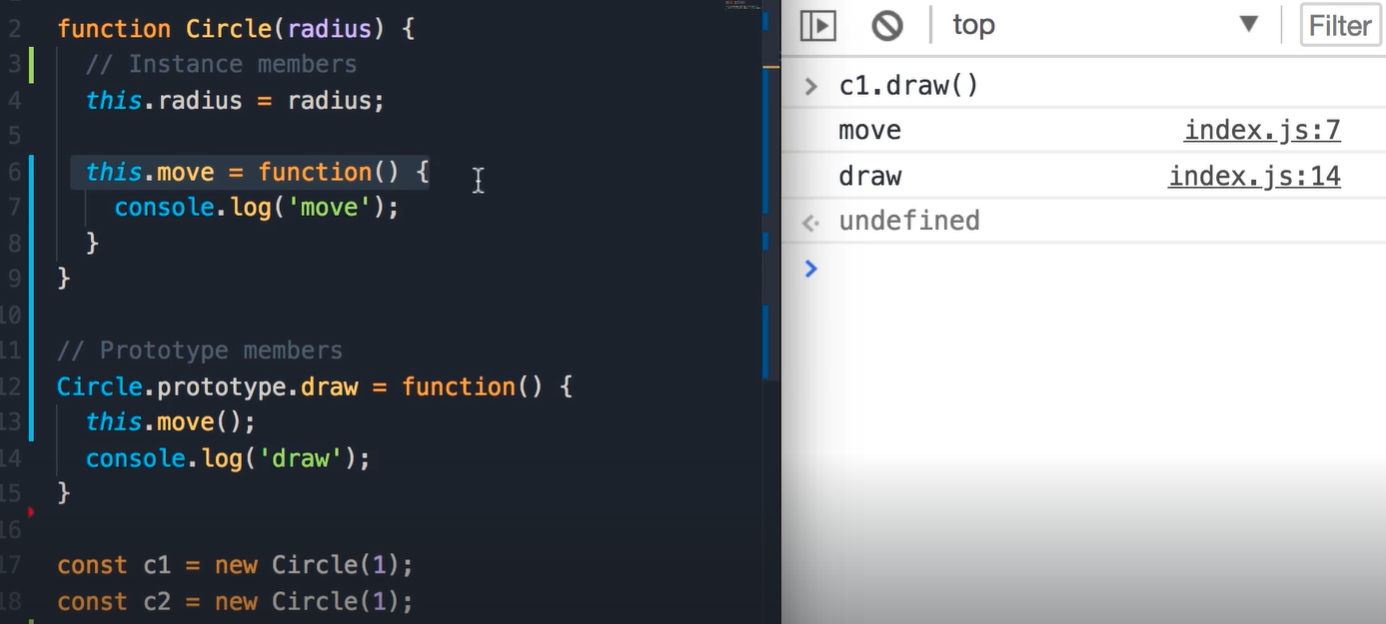 2 function Circle(radius) {
3 // Instance members
4 this.radius = radius;
5
6 this.move = function() {
7 console.log('move');
8 }
9 }
10
11 // Prototype members
12 Circle.prototype.draw = function() {
13 this.move();
14 console.log('draw');
15 }
16
17 const c1 = new Circle(1);
18 const c2 = new Circle(1);
top Filter
> c1.draw()
move index.js:7
draw index.js:14
undefined
>